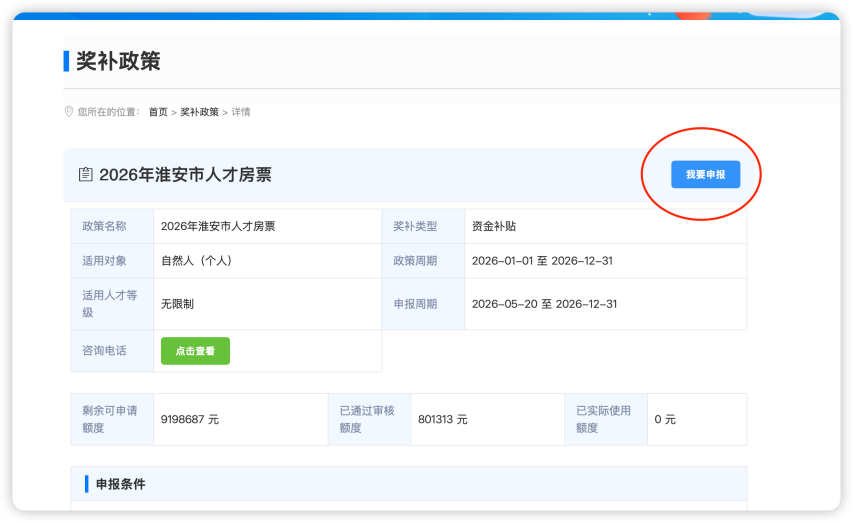 奖补政策
您所在的位置： 首页 > 奖补政策 > 详情
2026年淮安市人才房票
我要申报
政策名称 2026年淮安市人才房票 奖补类型 资金补贴
适用对象 自然人（个人） 政策周期 2026-01-01 至 2026-12-31
适用人才等级 无限制 申报周期 2026-05-20 至 2026-12-31
咨询电话 点击查看
剩余可申请额度 9198687 元 已通过审核额度 801313 元 已实际使用额度 0 元
申报条件